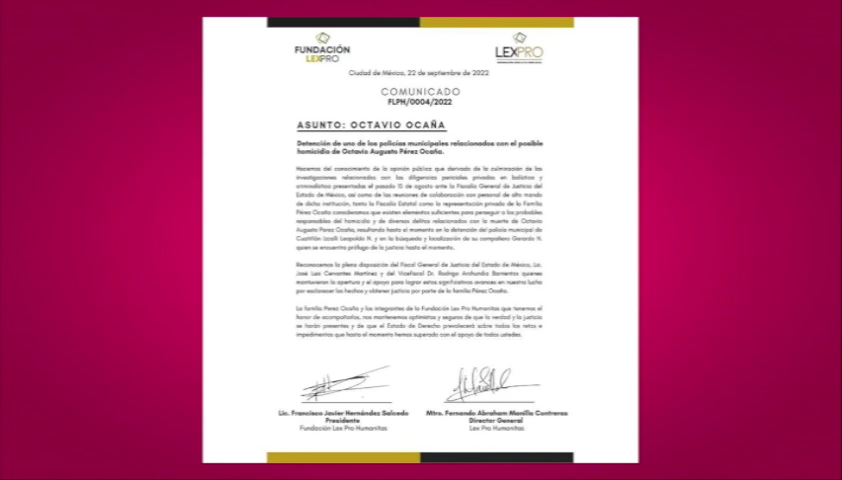 FUNDACIÓN
LEXPRO
LEXPRO
Ciudad de México, 22 de septiembre de 2022
COMUNICADO
FLPH/0004/2022
ASUNTO: OCTAVIO OCAÑA
Detención de uno de los policías municipales relacionados con el posible
homicidio de Octavio Augusto Pérez Ocaña.
Hacemos del conocimiento de la opinión pública que derivado de la culminación de las
investigaciones relacionadas con las diligencias periciales privadas en balística y
criminalística presentadas el pasado 15 de agosto ante la Fiscalía General de Justicia del
Estado de México, así como de las reuniones de colaboración con personal de alto mando
de dicha institución, tanto la Fiscalía Estatal como la representación privada de la Familia
Pérez Ocaña consideramos que existen elementos suficientes para perseguir a los probables
responsables del homicidio y de diversos delitos relacionados con la muerte de Octavio
Augusto Perez Ocaña, resultando hasta el momento en la detención del policía municipal de
Cuatitlán Izcalli Leopoldo N. y en la búsqueda y localización de su compañero Gerardo N.
quien se encuentra prófugo de la justicia hasta el momento.
Reconocemos la plena disposición del Fiscal General de Justicia del Estado de México, Lic.
José Luis Cervantes Martínez y del Vicefiscal Dr. Rodrigo Archundia Barrientos quienes
mantuvieron la apertura y el apoyo para lograr estos significativos avances en nuestra lucha
por esclarecer los hechos y obtener justicia por parte de la familia Pérez Ocaña.
La familia Perez Ocaña y los integrantes de la Fundación Lex Pro Humanitas que tenemos el
honor de acompañarlos, nos mantenemos optimistas y seguros de que la verdad y la justicia
se harán presentes y de que el Estado de Derecho prevalecerá sobre todos los retos e
impedimentos que hasta el momento hemos superado con el apoyo de todos ustedes.
Lic. Francisco Javier Hernández Salcedo
Presidente
Fundación Lex Pro Humanitas
Mtro. Fernando Abraham Manilla Contreras
Director General
Lex Pro Humanitas